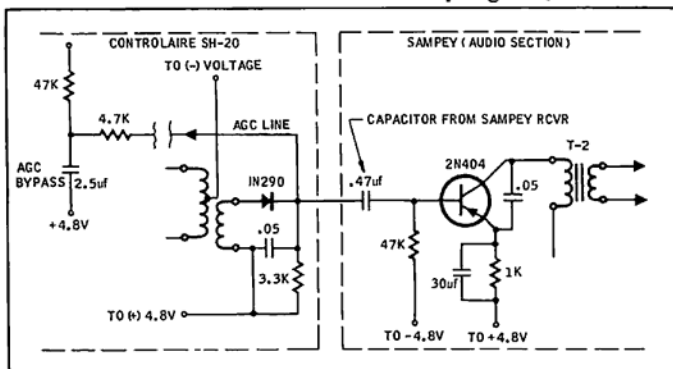 CONTROLAIRE SH-20
SAMPEY (AUDIO SECTION)
TO (-) VOLTAGE
47K
4.7K
AGC LINE
CAPACITOR FROM SAMPEY RCVR
T-2
2N404
AGC
BYPASS
2.5uf
IN290
.47uf
.05
+4.8V
.05
47K
3.3K
30uf
1K
TO (+) 4.8V
TO -4.8V
TO +4.8V